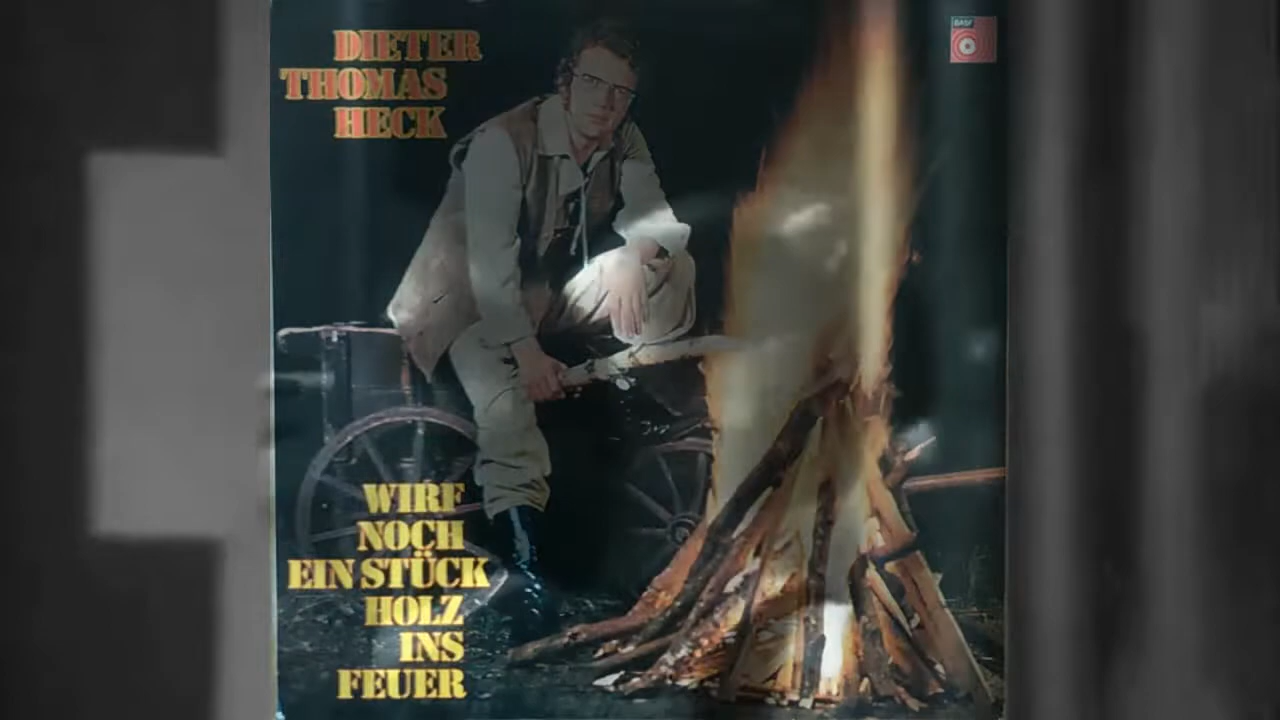 DIETER
THOMAS
HECK
BASF
WIRF
NOCH
EIN STÜCK
HOLZ
INS
FEUER